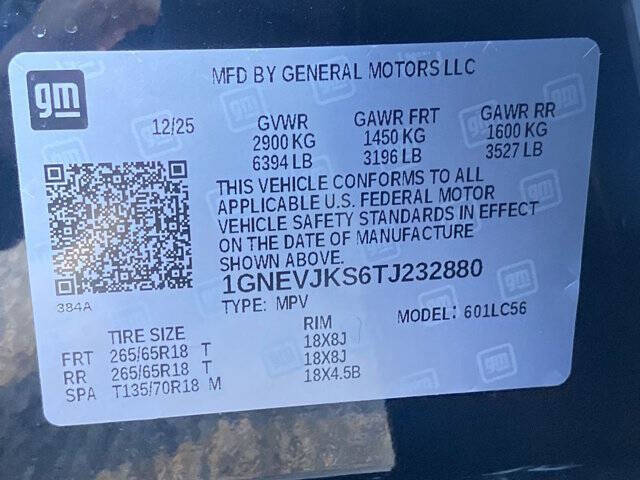 gm
MFD BY GENERAL MOTORS LLC
12/25 GVWR GAWR FRT GAWR RR
2900 KG 1450 KG 1600 KG
6394 LB 3196 LB 3527 LB
THIS VEHICLE CONFORMS TO ALL
APPLICABLE U.S. FEDERAL MOTOR
VEHICLE SAFETY STANDARDS IN EFFECT
ON THE DATE OF MANUFACTURE
SHOWN ABOVE.
384A
1GNEVJKS6TJ232880
TYPE: MPV MODEL: 601LC56
TIRE SIZE RIM
FRT 265/65R18 T 18X8J
RR 265/65R18 T 18X8J
SPA T135/70R18 M 18X4.5B